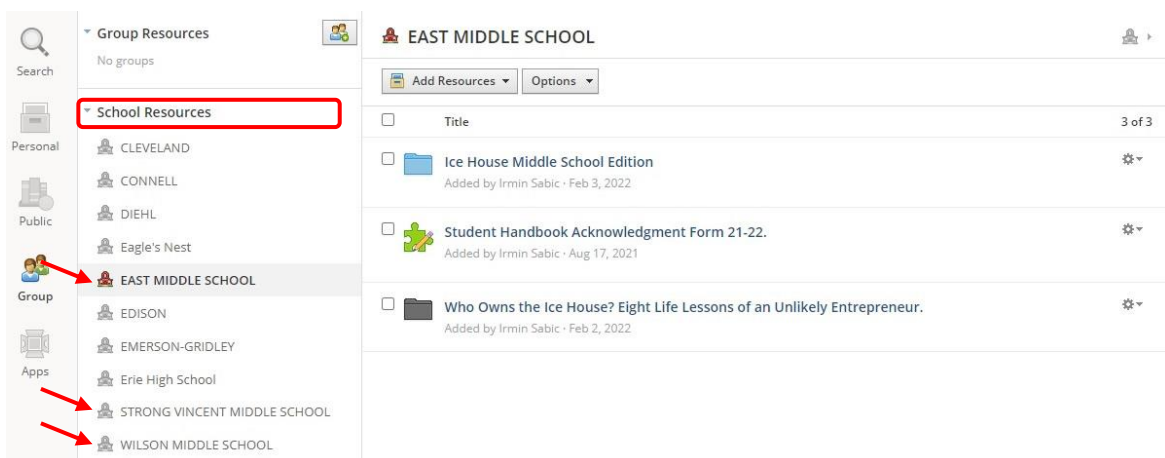 Search
Personal
Public
Group
Apps
Group Resources
No groups
School Resources
CLEVELAND
CONNELL
DIEHL
Eagle's Nest
EAST MIDDLE SCHOOL
EDISON
EMERSON-GRIDLEY
Erie High School
STRONG VINCENT MIDDLE SCHOOL
WILSON MIDDLE SCHOOL
EAST MIDDLE SCHOOL
Add Resources Options
Title 3 of 3
Ice House Middle School Edition
Added by Irmin Sabic · Feb 3, 2022
Student Handbook Acknowledgment Form 21-22.
Added by Irmin Sabic · Aug 17, 2021
Who Owns the Ice House? Eight Life Lessons of an Unlikely Entrepreneur.
Added by Irmin Sabic · Feb 2, 2022